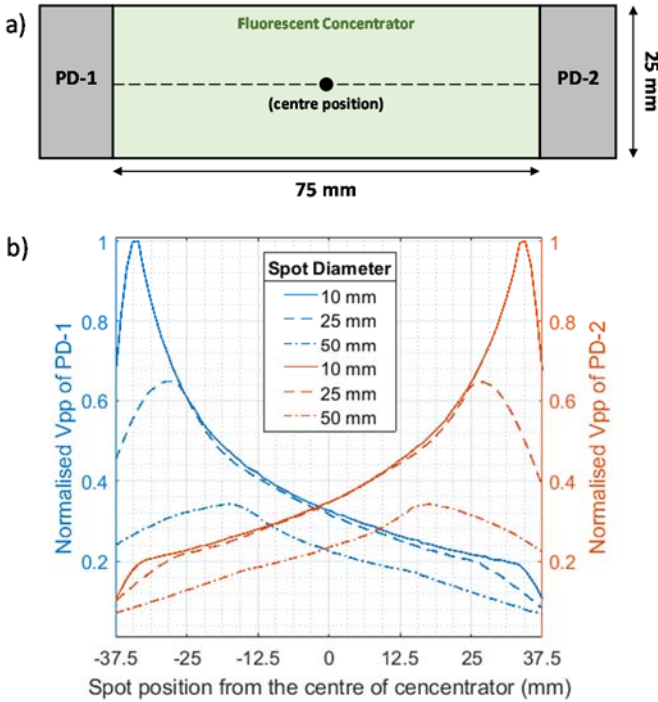 a)
Fluorescent Concentrator
PD-1
PD-2
(centre position)
25 mm
75 mm
b)
Normalised Vpp of PD-1
Normalised Vpp of PD-2
1
0.8
0.6
0.4
0.2
1
0.8
0.6
0.4
0.2
Spot Diameter
10 mm
25 mm
50 mm
10 mm
25 mm
50 mm
-37.5
-25
-12.5
0
12.5
25
37.5
Spot position from the centre of cencentrator (mm)